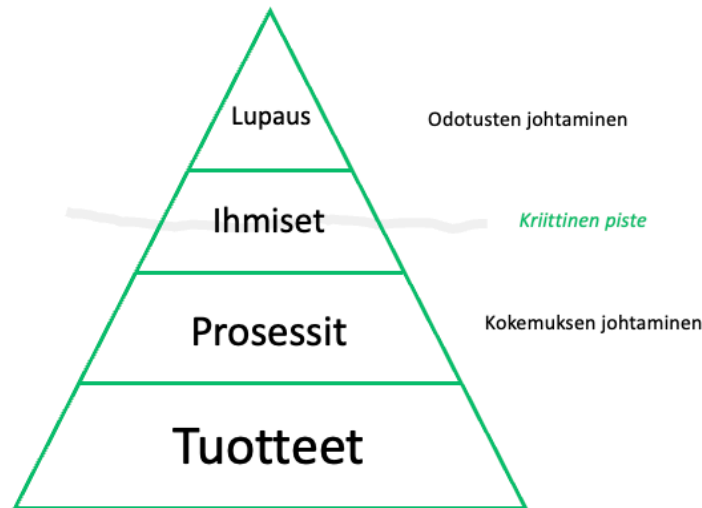 Lupaus
Odotusten johtaminen
Ihmiset
Kriittinen piste
Prosessit
Kokemuksen johtaminen
Tuotteet